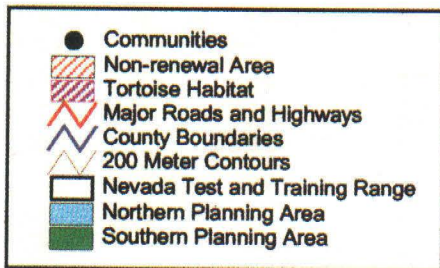 Communities
Non-renewal Area
Tortoise Habitat
Major Roads and Highways
County Boundaries
200 Meter Contours
Nevada Test and Training Range
Northern Planning Area
Southern Planning Area